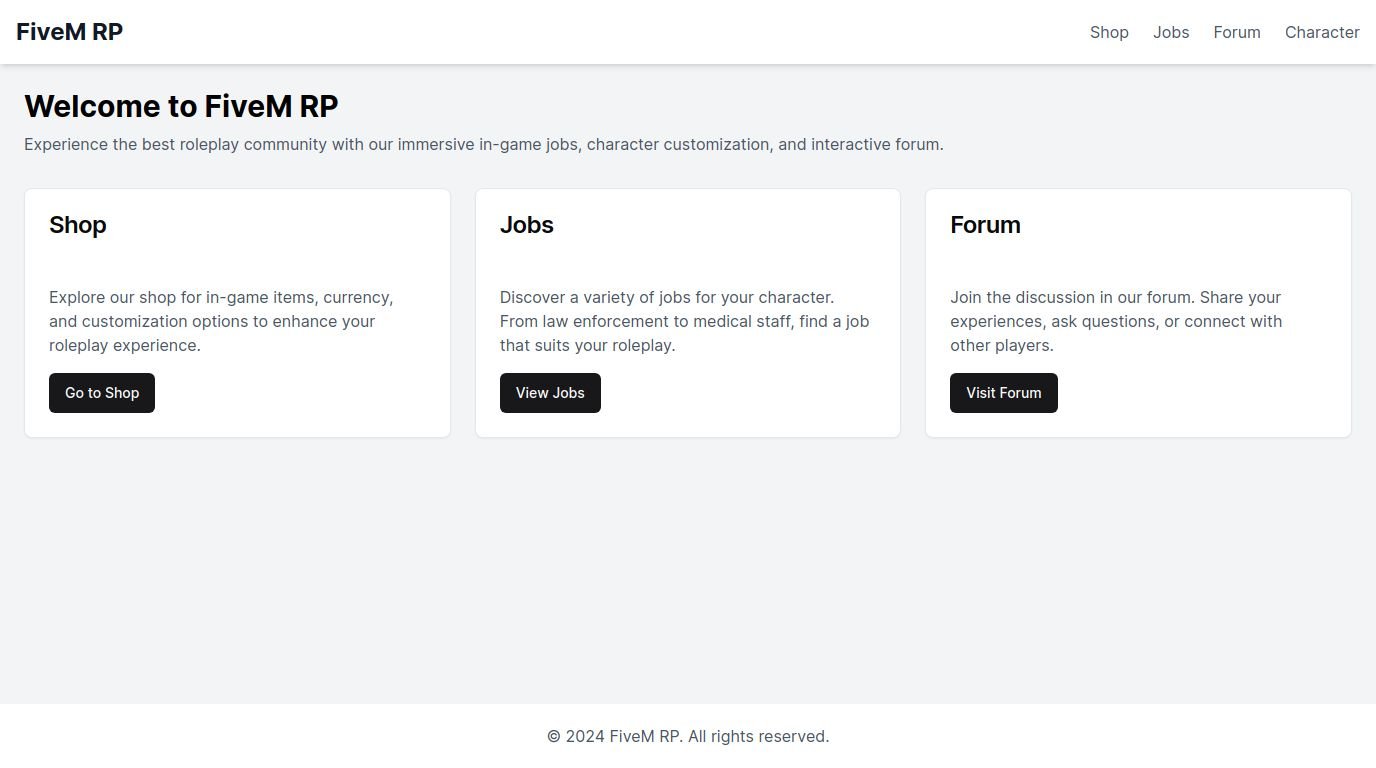 FiveM RP
Shop
Jobs
Forum
Character
Welcome to FiveM RP
Experience the best roleplay community with our immersive in-game jobs, character customization, and interactive forum.
Shop
Explore our shop for in-game items, currency,
and customization options to enhance your
roleplay experience.
Go to Shop
Jobs
Discover a variety of jobs for your character.
From law enforcement to medical staff, find a job
that suits your roleplay.
View Jobs
Forum
Join the discussion in our forum. Share your
experiences, ask questions, or connect with
other players.
Visit Forum
© 2024 FiveM RP. All rights reserved.